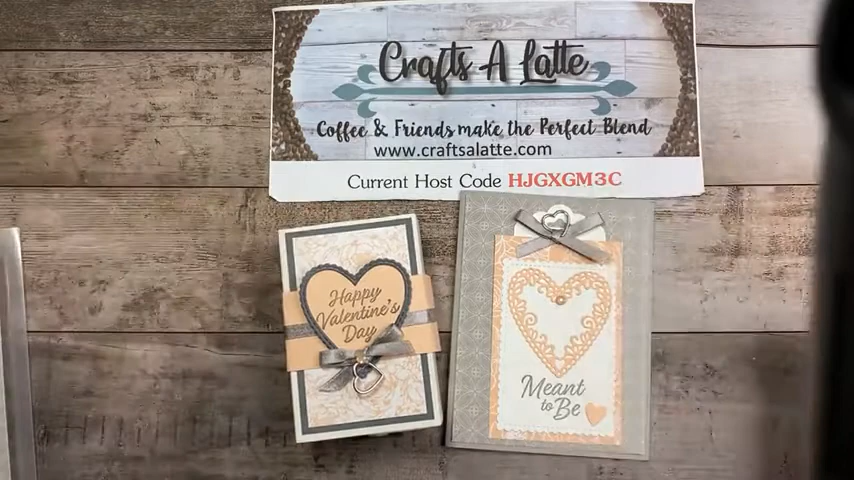 Crafts A Latte
Coffee & Friends make the Perfect Blend
www.craftsalatte.com
Current Host Code HJGXGM3C
Happy
Valentine's
Day
Meant
to Be